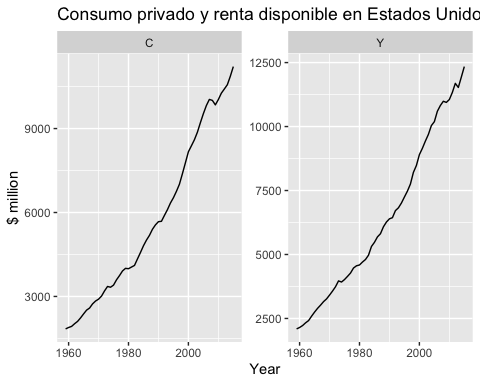 Consumo privado y renta disponible en Estados Unido
C
Y
9000
6000
3000
12500
10000
7500
5000
2500
$ million
1960
1980
2000
1960
1980
2000
Year